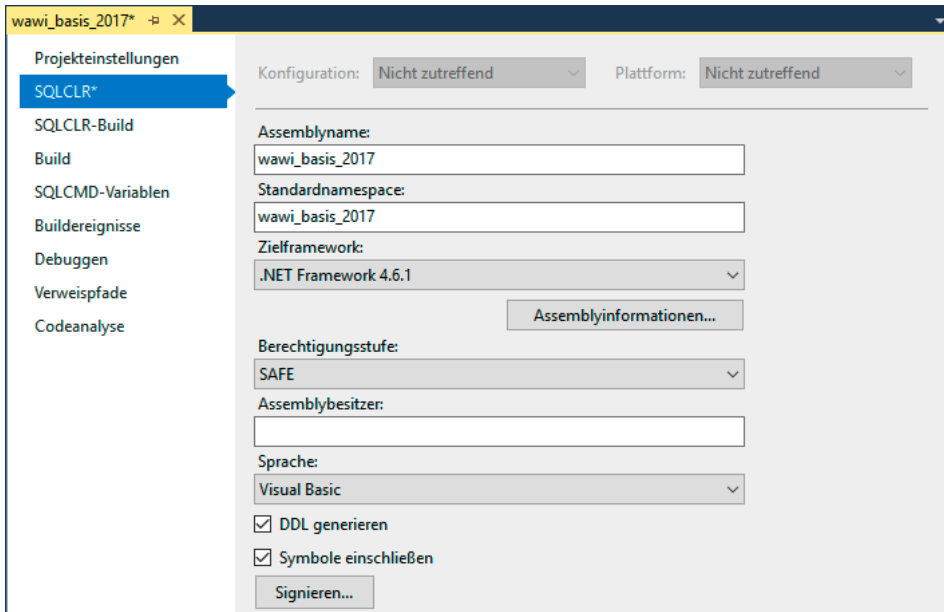 wawi_basis_2017*
Projekteinstellungen
SQLCLR*
SQLCLR-Build
Build
SQLCMD-Variablen
Buildereignisse
Debuggen
Verweispfade
Codeanalyse
Konfiguration: Nicht zutreffend Plattform: Nicht zutreffend
Assemblyname:
wawi_basis_2017
Standardnamespace:
wawi_basis_2017
Zielframework:
.NET Framework 4.6.1
Assemblyinformationen...
Berechtigungsstufe:
SAFE
Assemblybesitzer:
Sprache:
Visual Basic
DDL generieren
Symbole einschließen
Signieren...